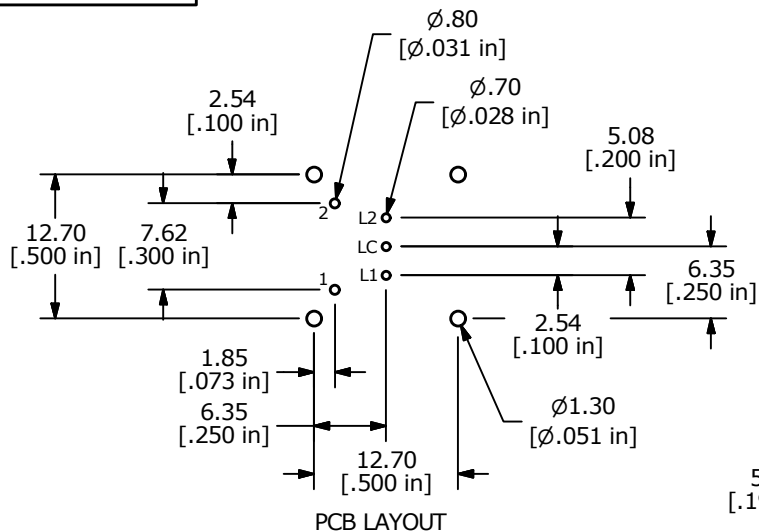 Ø.80
[Ø.031 in]
Ø.70
[Ø.028 in]
2.54
[.100 in]
5.08
[.200 in]
2
L2
12.70
[.500 in]
7.62
[.300 in]
LC
6.35
[.250 in]
1
L1
2.54
[.100 in]
1.85
[.073 in]
6.35
[.250 in]
Ø1.30
[Ø.051 in]
12.70
[.500 in]
PCB LAYOUT